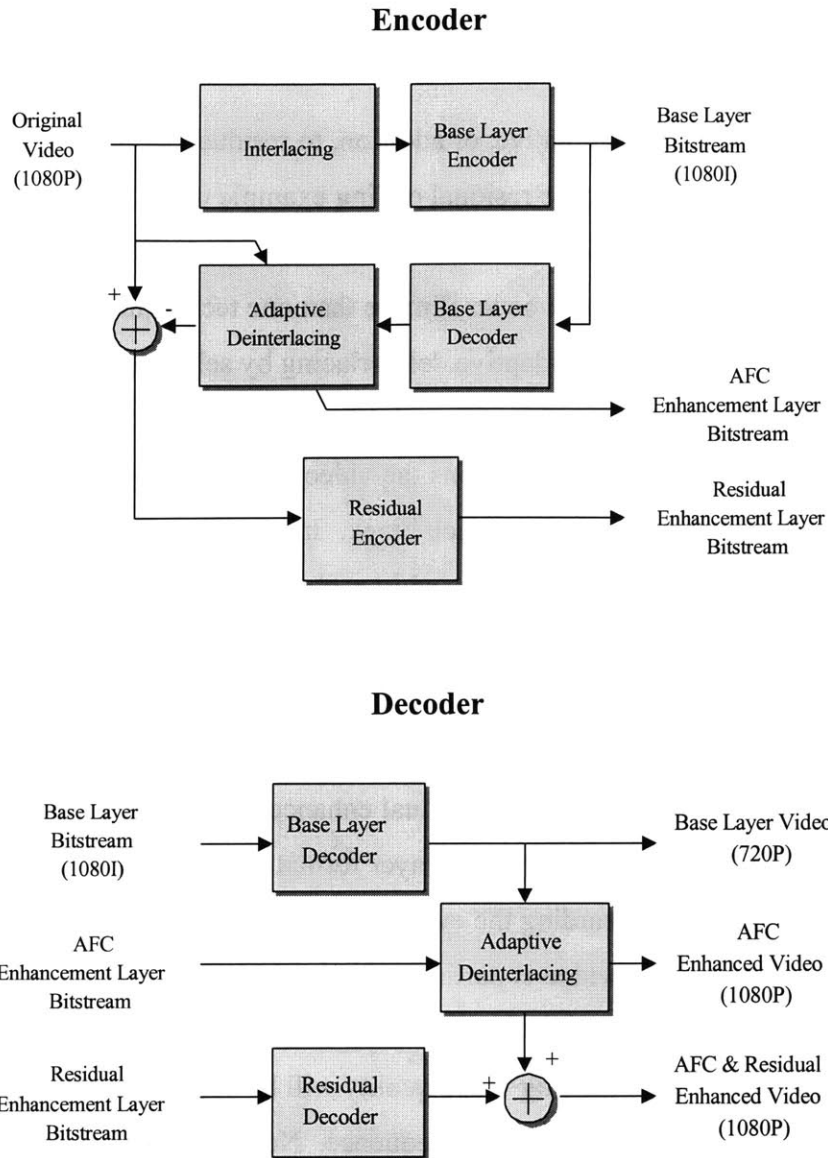 Encoder
Original
Video
(1080P)
Interlacing
Base Layer
Encoder
Base Layer
Bitstream
(1080I)
+
-
Adaptive
Deinterlacing
Base Layer
Decoder
AFC
Enhancement Layer
Bitstream
Residual
Encoder
Residual
Enhancement Layer
Bitstream
Decoder
Base Layer
Bitstream
(1080I)
Base Layer
Decoder
Base Layer Video
(720P)
AFC
Enhancement Layer
Bitstream
Adaptive
Deinterlacing
AFC
Enhanced Video
(1080P)
Residual
Enhancement Layer
Bitstream
Residual
Decoder
+
+
AFC & Residual
Enhanced Video
(1080P)